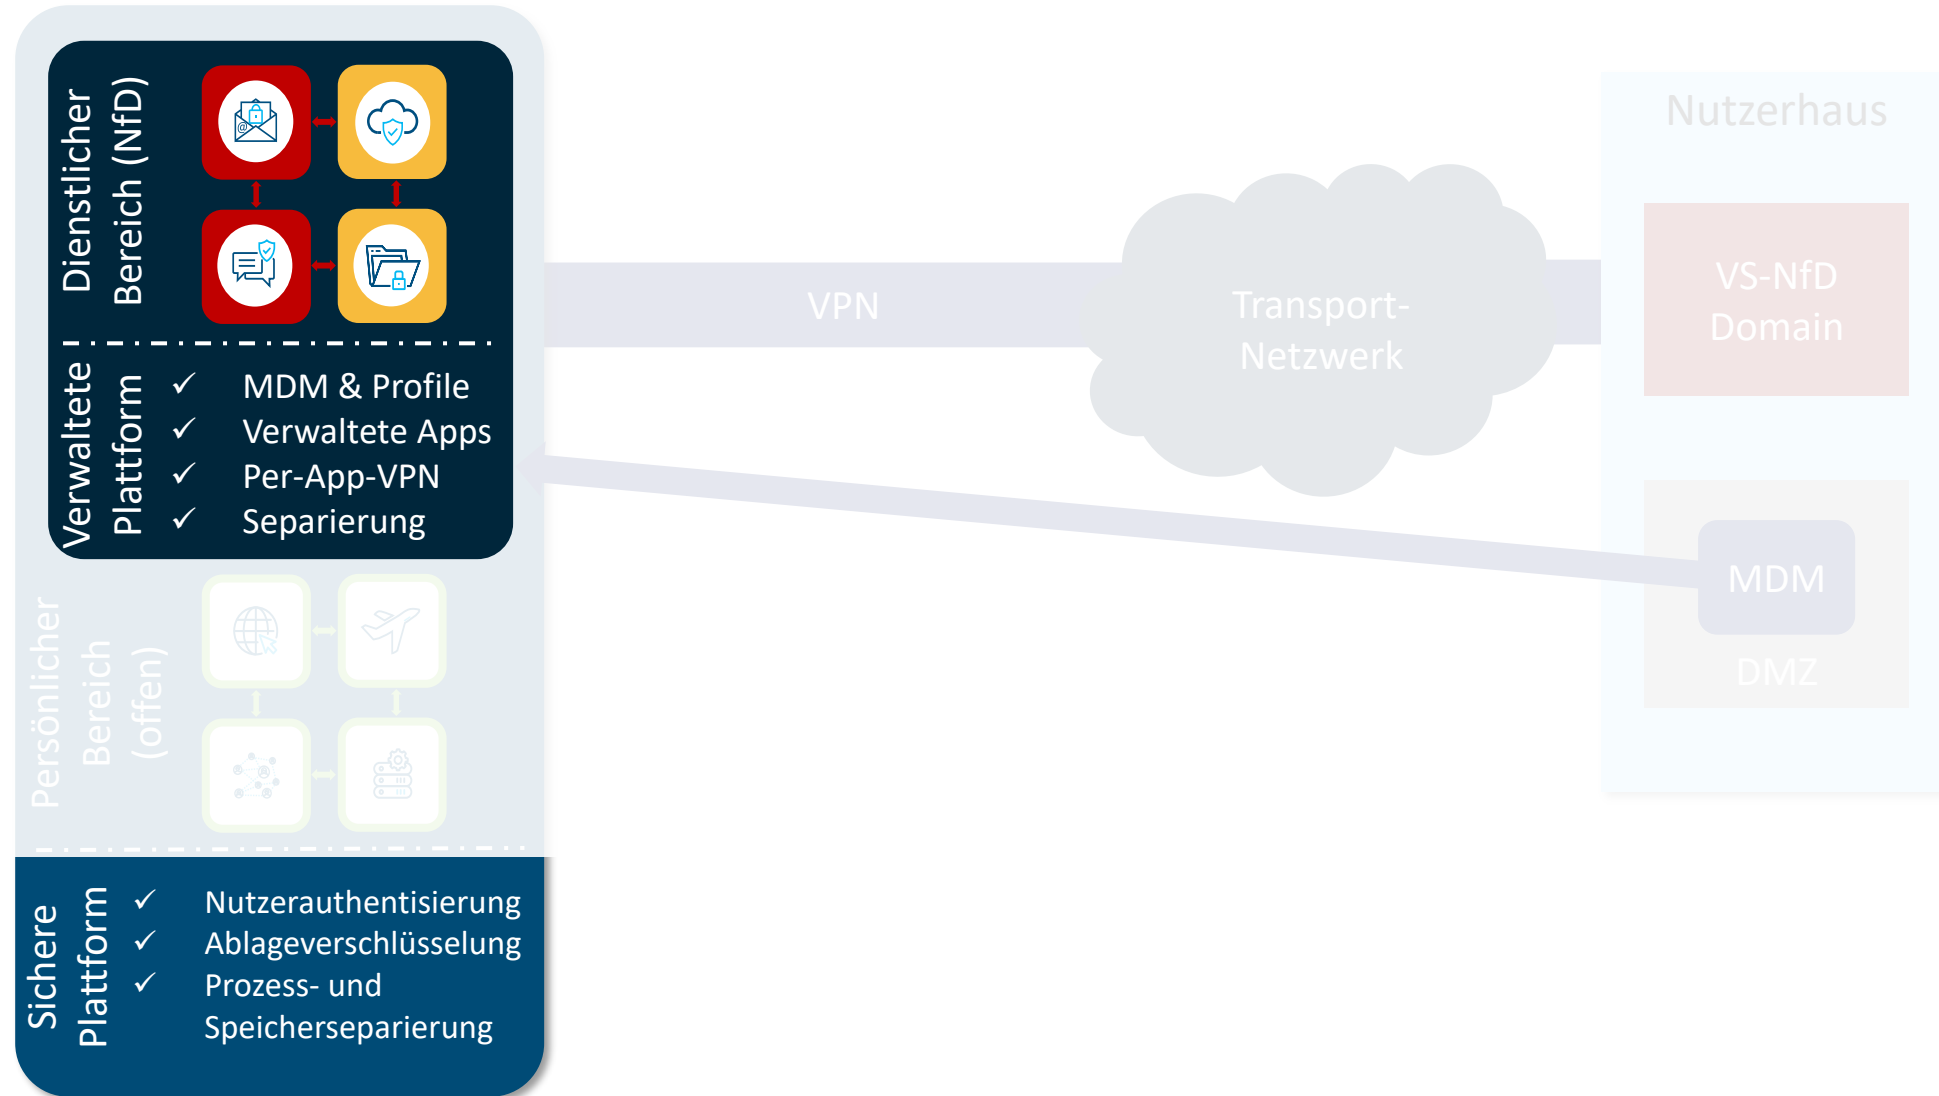 Dienstlicher
Bereich (NfD)
Verwaltete
Plattform
✓ MDM & Profile
✓ Verwaltete Apps
✓ Per-App-VPN
✓ Separierung
Persönlicher
Bereich
(offen)
Sichere
Plattform
✓ Nutzerauthentisierung
✓ Ablageverschlüsselung
✓ Prozess- und
Speicherseparierung
VPN
Transport-
Netzwerk
Nutzerhaus
VS-NfD
Domain
MDM
DMZ